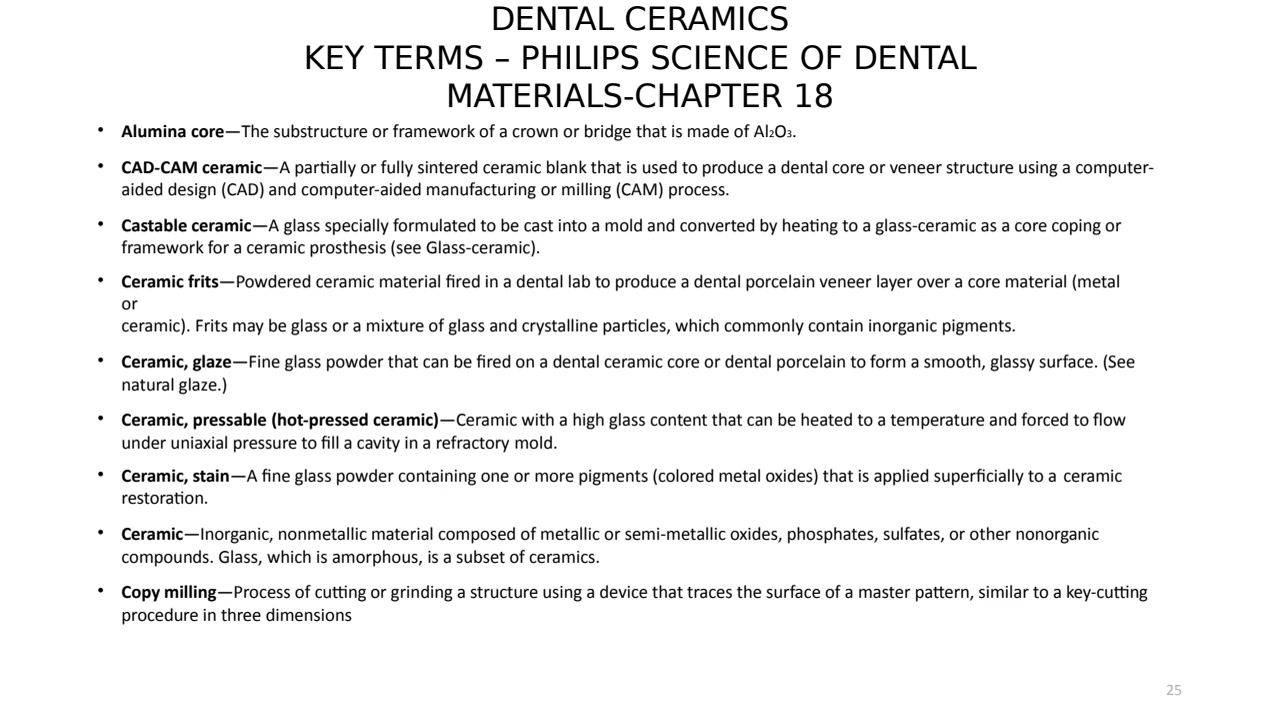 DENTAL CERAMICS
KEY TERMS – PHILIPS SCIENCE OF DENTAL
MATERIALS-CHAPTER 18
• Alumina core—The substructure or framework of a crown or bridge that is made of Al₂O₃.
• CAD-CAM ceramic—A partially or fully sintered ceramic blank that is used to produce a dental core or veneer structure using a computer-
aided design (CAD) and computer-aided manufacturing or milling (CAM) process.
• Castable ceramic—A glass specially formulated to be cast into a mold and converted by heating to a glass-ceramic as a core coping or
framework for a ceramic prosthesis (see Glass-ceramic).
• Ceramic frits—Powdered ceramic material fired in a dental lab to produce a dental porcelain veneer layer over a core material (metal
or
ceramic). Frits may be glass or a mixture of glass and crystalline particles, which commonly contain inorganic pigments.
• Ceramic, glaze—Fine glass powder that can be fired on a dental ceramic core or dental porcelain to form a smooth, glassy surface. (See
natural glaze.)
• Ceramic, pressable (hot-pressed ceramic)—Ceramic with a high glass content that can be heated to a temperature and forced to flow
under uniaxial pressure to fill a cavity in a refractory mold.
• Ceramic, stain—A fine glass powder containing one or more pigments (colored metal oxides) that is applied superficially to a ceramic
restoration.
• Ceramic—Inorganic, nonmetallic material composed of metallic or semi-metallic oxides, phosphates, sulfates, or other nonorganic
compounds. Glass, which is amorphous, is a subset of ceramics.
• Copy milling—Process of cutting or grinding a structure using a device that traces the surface of a master pattern, similar to a key-cutting
procedure in three dimensions
25